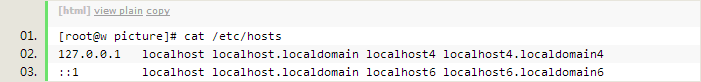 [html] view plain copy
01. [root@w picture]# cat /etc/hosts
02. 127.0.0.1   localhost localhost.localdomain localhost4 localhost4.localdomain4
03. ::1         localhost localhost.localdomain localhost6 localhost6.localdomain6